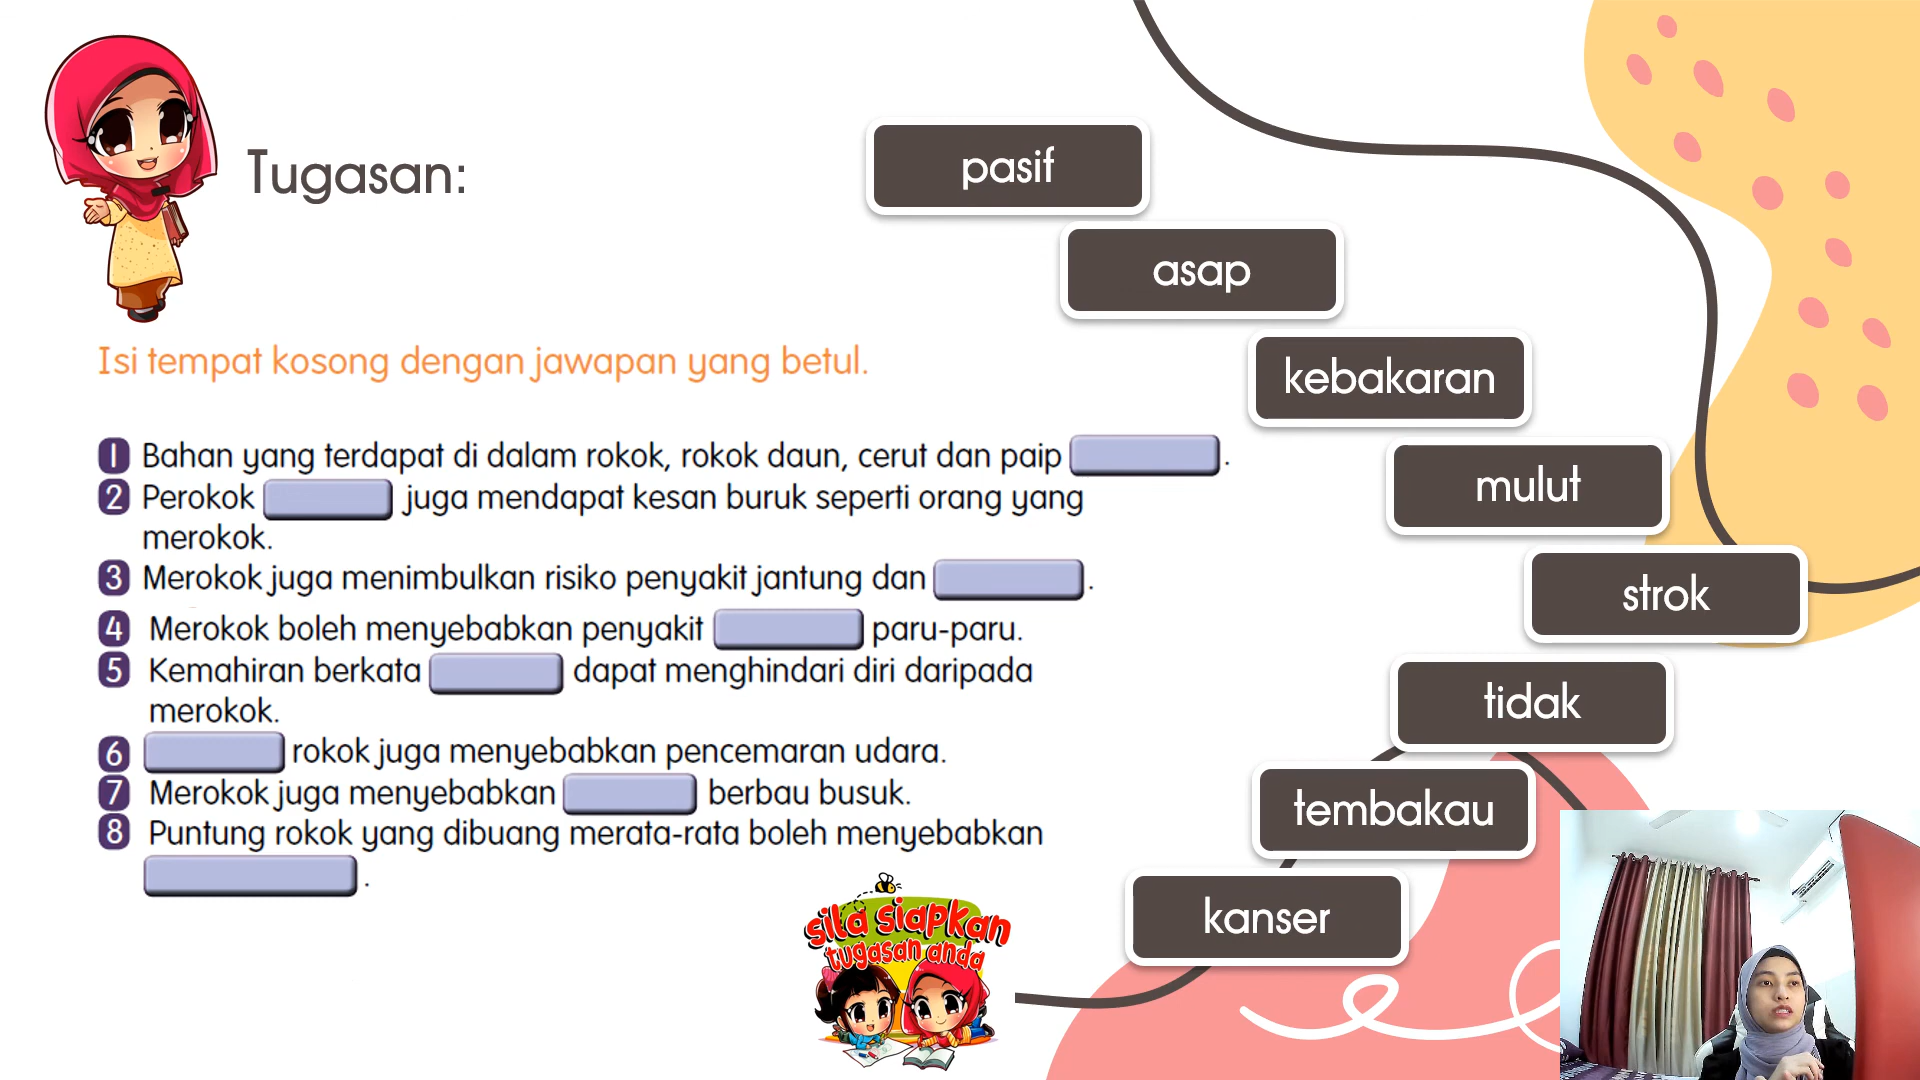 Tugasan:
pasif
asap
kebakaran
mulut
strok
tidak
tembakau
kanser
Isi tempat kosong dengan jawapan yang betul.
1 Bahan yang terdapat di dalam rokok, rokok daun, cerut dan paip .
2 Perokok juga mendapat kesan buruk seperti orang yang
merokok.
3 Merokok juga menimbulkan risiko penyakit jantung dan .
4 Merokok boleh menyebabkan penyakit paru-paru.
5 Kemahiran berkata dapat menghindari diri daripada
merokok.
6 rokok juga menyebabkan pencemaran udara.
7 Merokok juga menyebabkan berbau busuk.
8 Puntung rokok yang dibuang merata-rata boleh menyebabkan
.
sila siapkan
tugasan anda